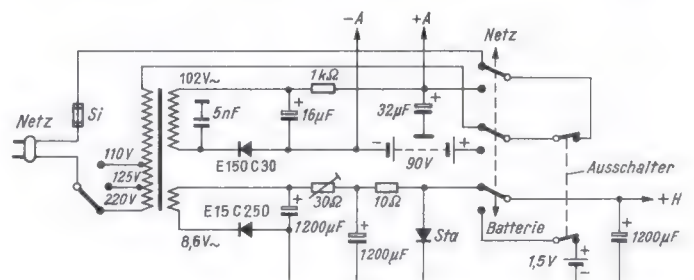 -A
+A
Netz
102V~
1kΩ
Si
5nF
+
16µF
32µF
+
Netz
110V
125V
220V
E150C30
-
90V
+
Ausschalter
E15C250
+
30Ω
10Ω
+H
1200µF
+
Sta
Batterie
+
1200µF
8,6V~
1200µF
1,5V
+
-